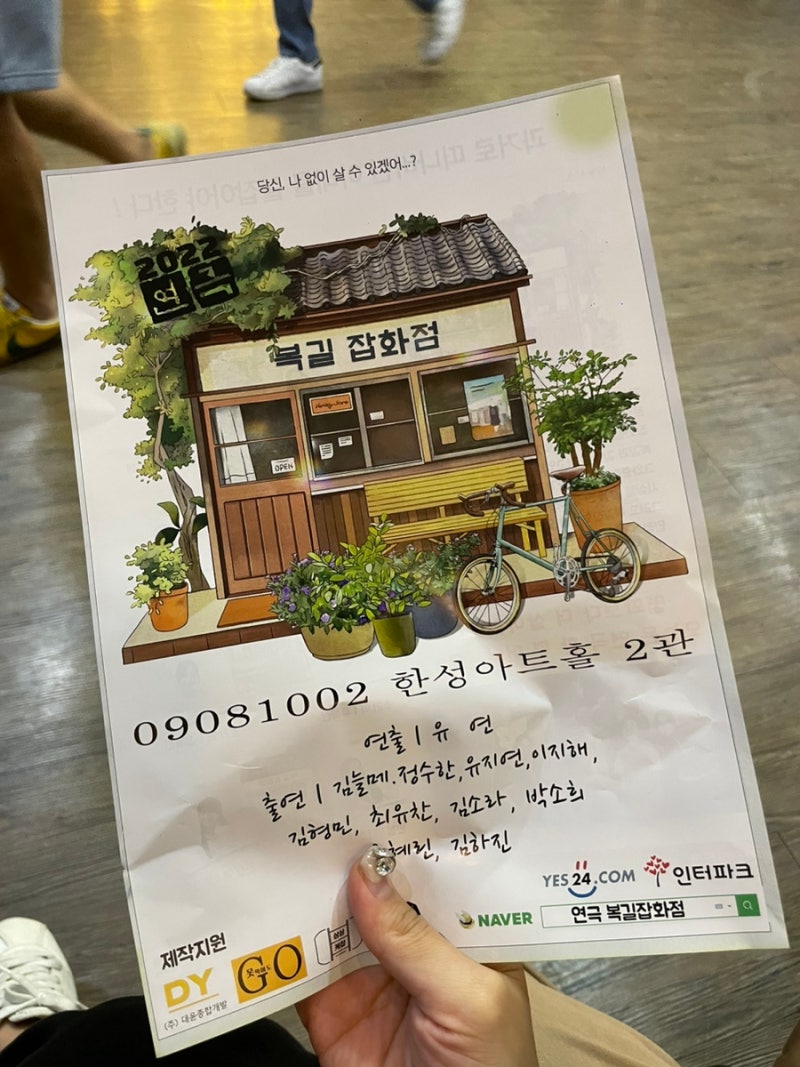 당신, 나 없이 살 수 있겠어...?
2022
연극
복길 잡화점
OPEN
09081002 한성아트홀 2관
연출 | 유 연
출연 | 김늘메.정수한,유지연,이지해,
김형민, 최유찬, 김소라, 박소희
혜린, 김하진
YES24.COM 인터파크
NAVER 연극 복길잡화점
제작지원
DY
GO
(주) 대윤종합개발